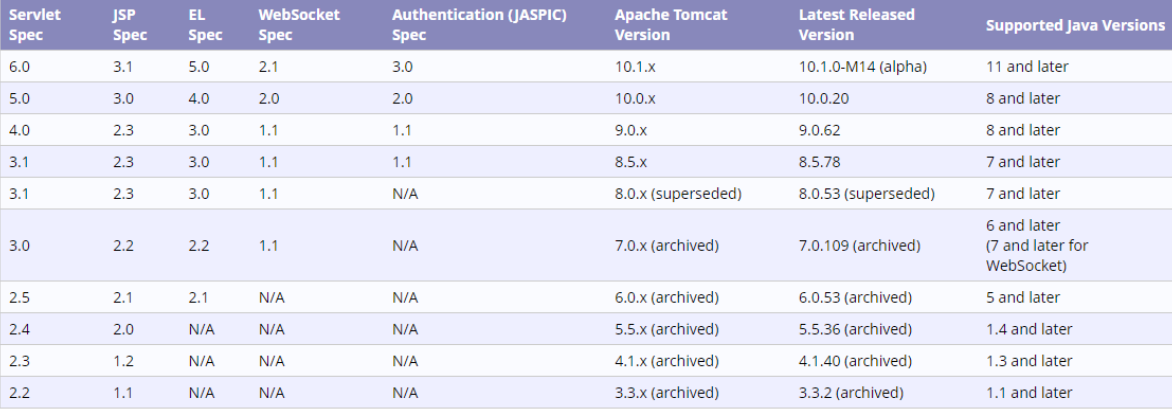 Servlet Spec JSP Spec EL Spec WebSocket Spec Authentication (JASPIC) Spec Apache Tomcat Version Latest Released Version Supported Java Versions
6.0 3.1 5.0 2.1 3.0 10.1.x 10.1.0-M14 (alpha) 11 and later
5.0 3.0 4.0 2.0 2.0 10.0.x 10.0.20 8 and later
4.0 2.3 3.0 1.1 1.1 9.0.x 9.0.62 8 and later
3.1 2.3 3.0 1.1 1.1 8.5.x 8.5.78 7 and later
3.1 2.3 3.0 1.1 N/A 8.0.x (superseded) 8.0.53 (superseded) 7 and later
3.0 2.2 2.2 1.1 N/A 7.0.x (archived) 7.0.109 (archived) 6 and later
(7 and later for
WebSocket)
2.5 2.1 2.1 N/A N/A 6.0.x (archived) 6.0.53 (archived) 5 and later
2.4 2.0 N/A N/A N/A 5.5.x (archived) 5.5.36 (archived) 1.4 and later
2.3 1.2 N/A N/A N/A 4.1.x (archived) 4.1.40 (archived) 1.3 and later
2.2 1.1 N/A N/A N/A 3.3.x (archived) 3.3.2 (archived) 1.1 and later